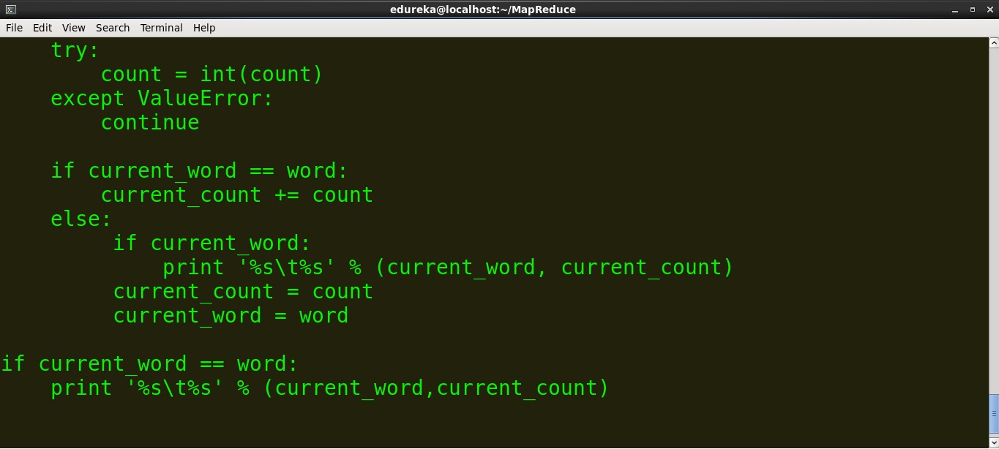 edureka@localhost:~/MapReduce
File Edit View Search Terminal Help
    try:
        count = int(count)
    except ValueError:
        continue

    if current_word == word:
        current_count += count
    else:
         if current_word:
             print '%s\t%s' % (current_word, current_count)
         current_count = count
         current_word = word

if current_word == word:
    print '%s\t%s' % (current_word,current_count)